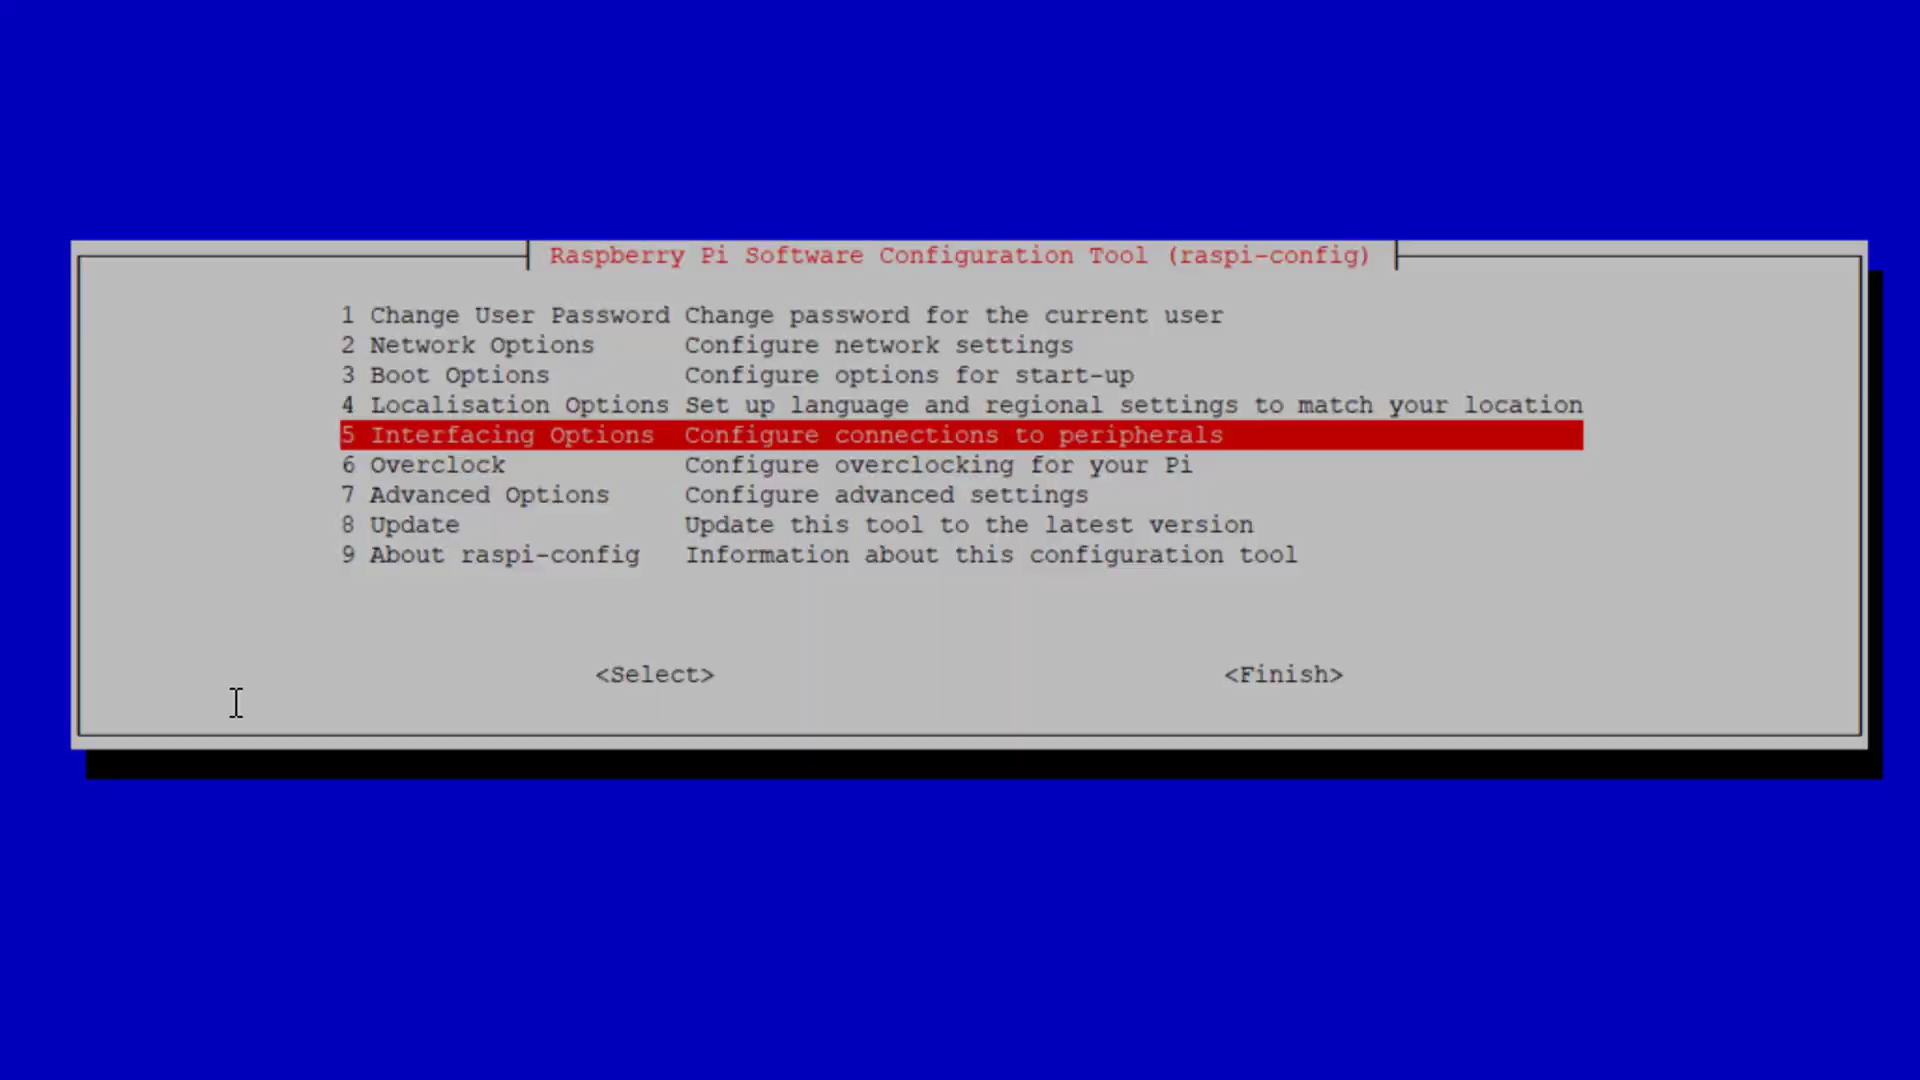 Raspberry Pi Software Configuration Tool (raspi-config)
1 Change User Password Change password for the current user
2 Network Options Configure network settings
3 Boot Options Configure options for start-up
4 Localisation Options Set up language and regional settings to match your location
5 Interfacing Options Configure connections to peripherals
6 Overclock Configure overclocking for your Pi
7 Advanced Options Configure advanced settings
8 Update Update this tool to the latest version
9 About raspi-config Information about this configuration tool
<Select> <Finish>